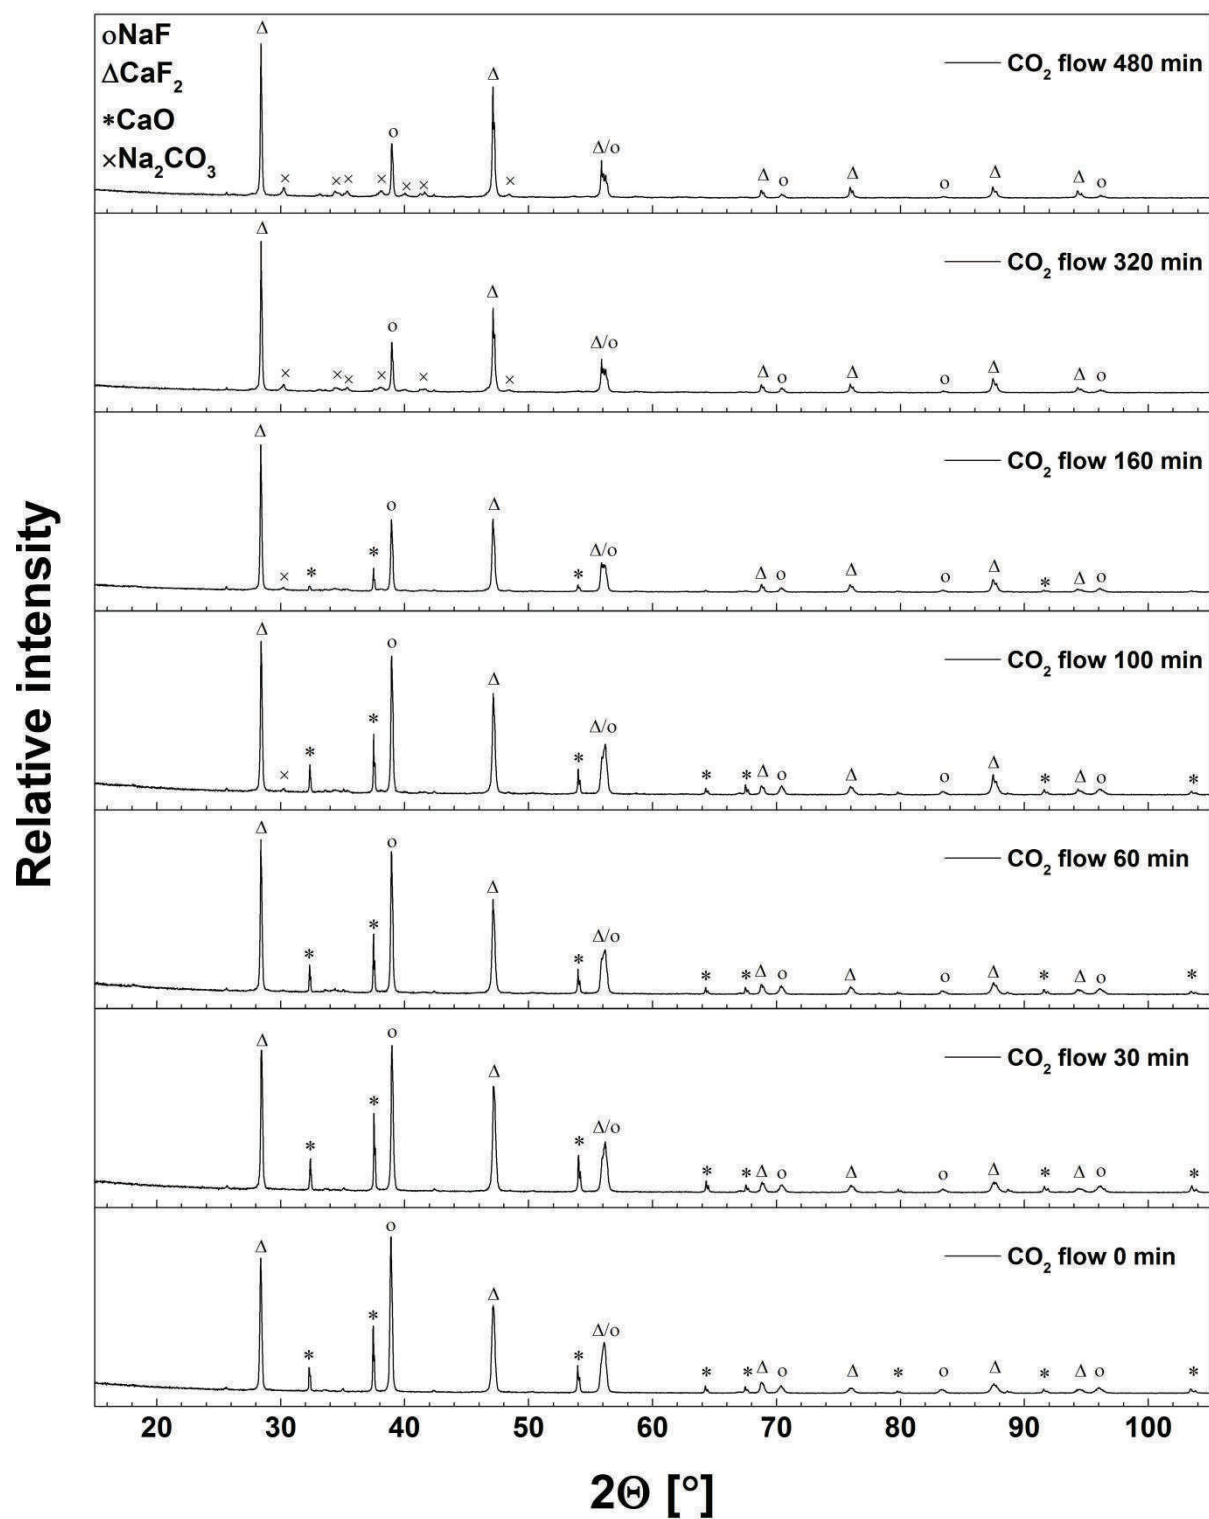 oNaF
ΔCaF₂
*CaO
×Na₂CO₃
CO₂ flow 480 min
Δ Δ o Δ/o × × × × × × × Δ o Δ o Δ Δ o
CO₂ flow 320 min
Δ Δ o Δ/o × × × × × × Δ o Δ o Δ Δ o
CO₂ flow 160 min
Δ o Δ Δ/o × * * * Δ o Δ o Δ * Δ o
CO₂ flow 100 min
Δ o Δ Δ/o × * * * * * Δ o Δ o Δ * Δ o *
CO₂ flow 60 min
Δ o Δ Δ/o * * * * * Δ o Δ o Δ * Δ o *
CO₂ flow 30 min
Δ o Δ Δ/o * * * * * Δ o Δ o Δ * Δ o *
CO₂ flow 0 min
Δ o Δ Δ/o * * * * * Δ o Δ * o Δ * Δ o *
Relative intensity
20 30 40 50 60 70 80 90 100
2Θ [°]